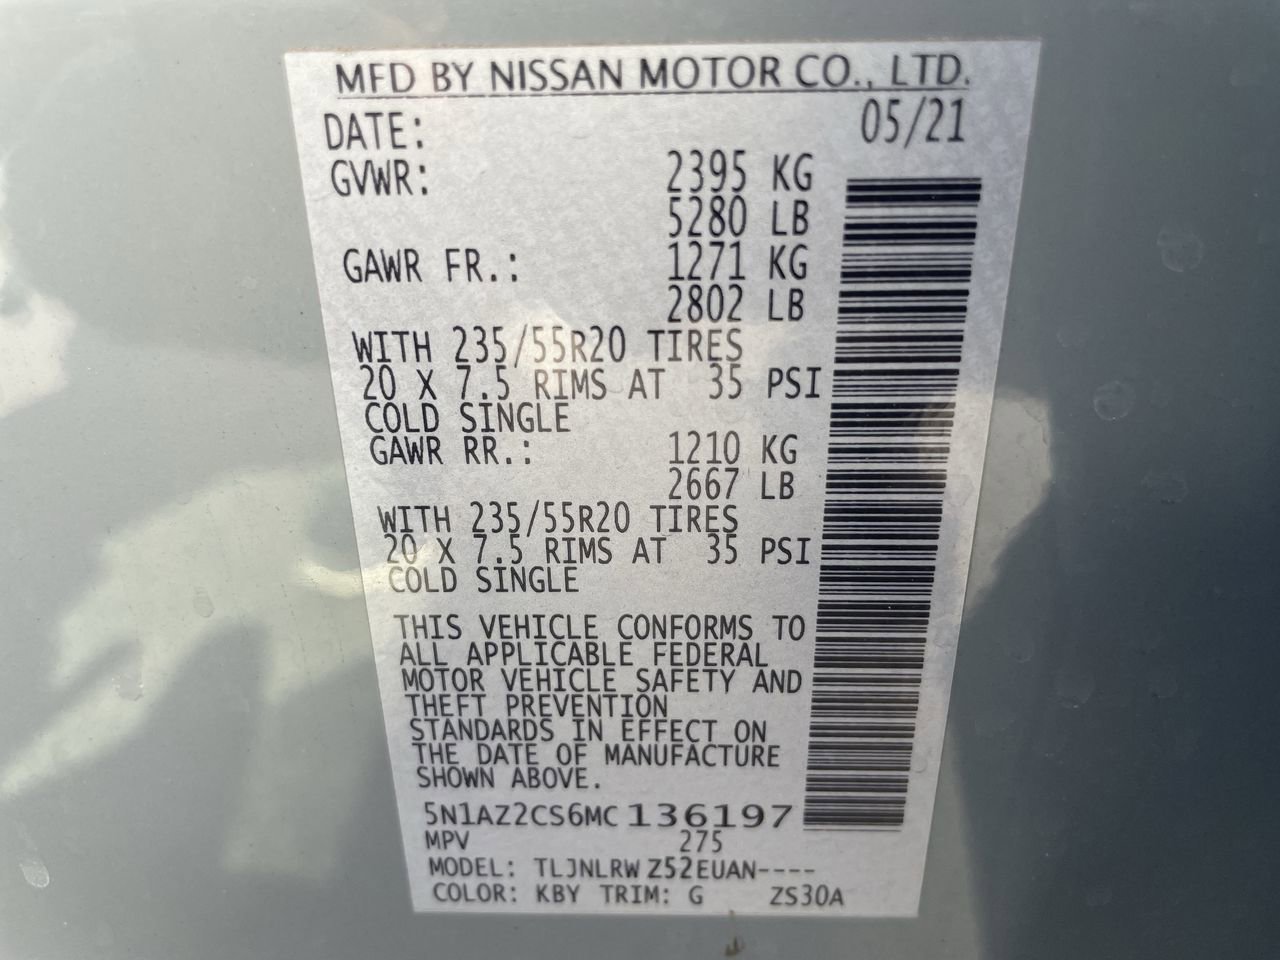 MFD BY NISSAN MOTOR CO., LTD.
DATE: 05/21
GVWR: 2395 KG
5280 LB
GAWR FR.: 1271 KG
2802 LB
WITH 235/55R20 TIRES
20 X 7.5 RIMS AT 35 PSI
COLD SINGLE
GAWR RR.: 1210 KG
2667 LB
WITH 235/55R20 TIRES
20 X 7.5 RIMS AT 35 PSI
COLD SINGLE
THIS VEHICLE CONFORMS TO
ALL APPLICABLE FEDERAL
MOTOR VEHICLE SAFETY AND
THEFT PREVENTION
STANDARDS IN EFFECT ON
THE DATE OF MANUFACTURE
SHOWN ABOVE.
5N1AZ2CS6MC136197
MPV 275
MODEL: TLJNLRW Z52EUAN----
COLOR: KBY TRIM: G ZS30A